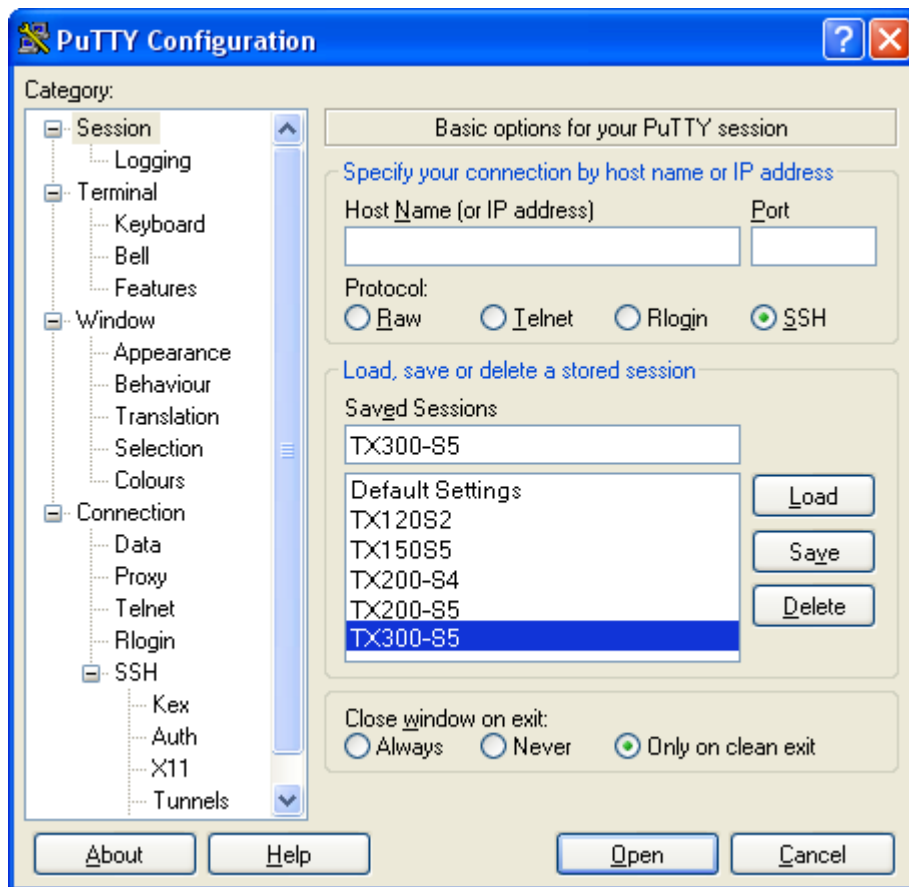 PuTTY Configuration
Category:
Session
Logging
Terminal
Keyboard
Bell
Features
Window
Appearance
Behaviour
Translation
Selection
Colours
Connection
Data
Proxy
Telnet
Rlogin
SSH
Kex
Auth
X11
Tunnels
Basic options for your PuTTY session
Specify your connection by host name or IP address
Host Name (or IP address) Port
Protocol:
Raw Telnet Rlogin SSH
Load, save or delete a stored session
Saved Sessions
TX300-S5
Default Settings
TX120S2
TX150S5
TX200-S4
TX200-S5
TX300-S5
Load
Save
Delete
Close window on exit:
Always Never Only on clean exit
About Help Open Cancel